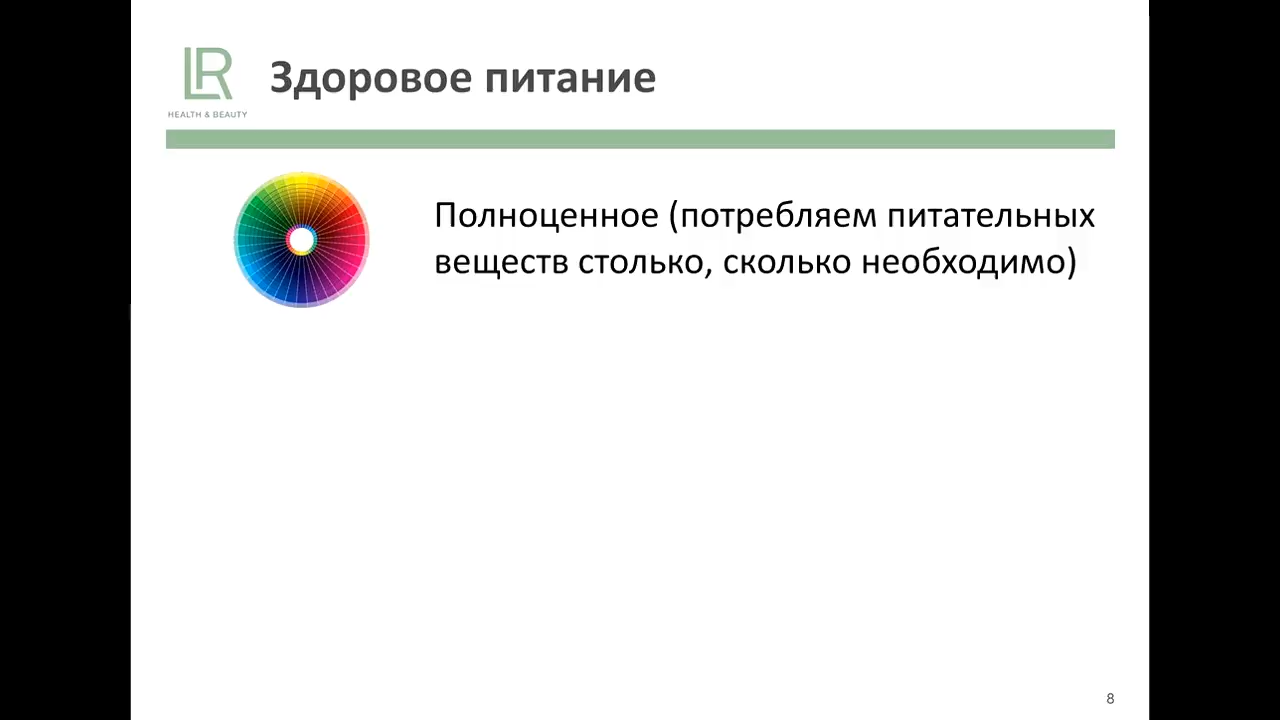 LR
HEALTH & BEAUTY
Здоровое питание
Полноценное (потребляем питательных
веществ столько, сколько необходимо)
8